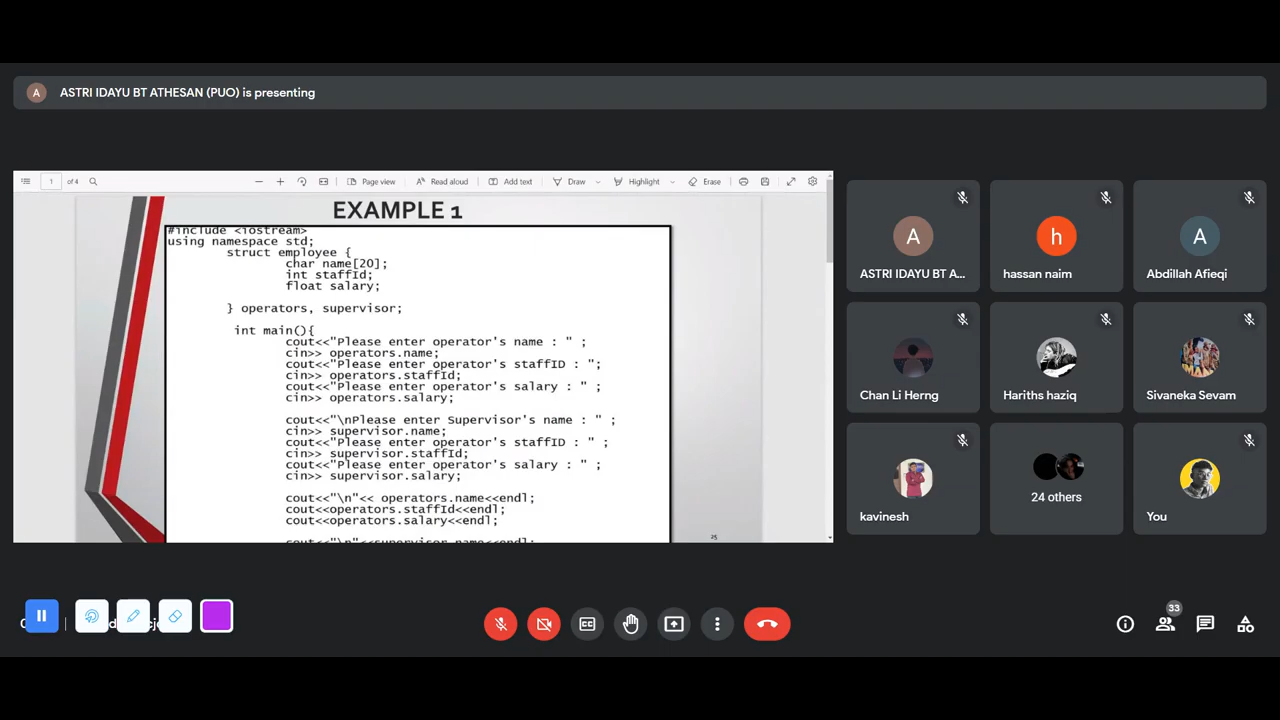 A ASTRI IDAYU BT ATHESAN (PUO) is presenting
1 of 4 Page view Read aloud Add text Draw Highlight Erase
EXAMPLE 1
#include <iostream>
using namespace std;
struct employee {
char name[20];
int staffId;
float salary;
} operators, supervisor;
int main(){
cout<<"Please enter operator's name : " ;
cin>> operators.name;
cout<<"Please enter operator's staffID : ";
cin>> operators.staffId;
cout<<"Please enter operator's salary : " ;
cin>> operators.salary;
cout<<"\nPlease enter Supervisor's name : " ;
cin>> supervisor.name;
cout<<"Please enter operator's staffID : " ;
cin>> supervisor.staffId;
cout<<"Please enter operator's salary : " ;
cin>> supervisor.salary;
cout<<"\n"<< operators.name<<endl;
cout<<operators.staffId<<endl;
cout<<operators.salary<<endl;
cout<<"\n"<<supervisor.name<<endl;
25
A h A
ASTRI IDAYU BT A... hassan naim Abdillah Afieqi
Chan Li Herng Hariths haziq Sivaneka Sevam
24 others
kavinesh You
CC
33